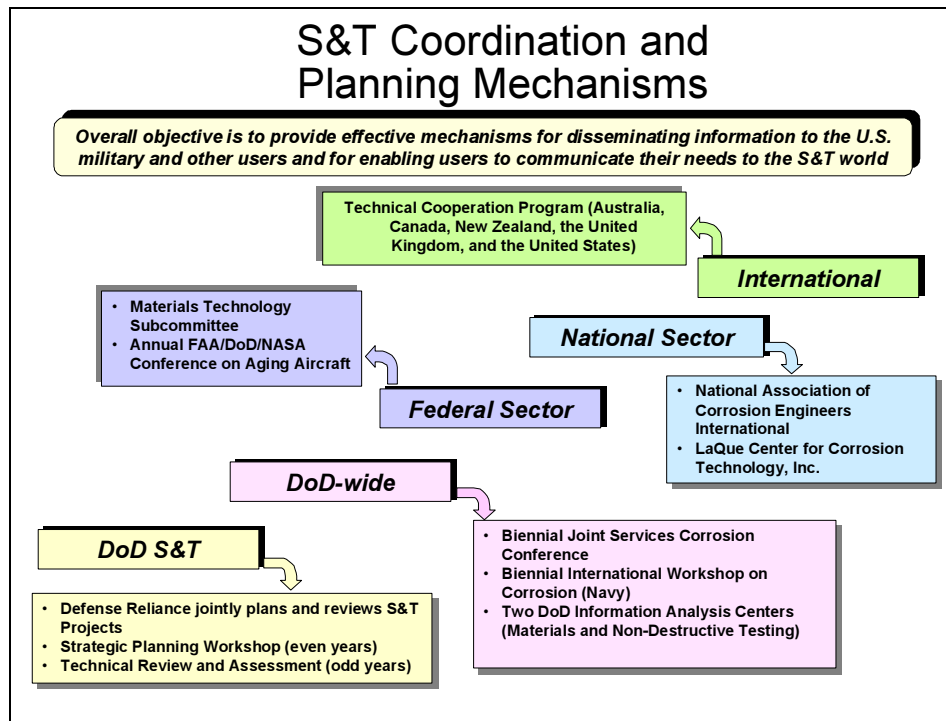 S&T Coordination and
Planning Mechanisms
Overall objective is to provide effective mechanisms for disseminating information to the U.S.
military and other users and for enabling users to communicate their needs to the S&T world
Technical Cooperation Program (Australia,
Canada, New Zealand, the United
Kingdom, and the United States)
International
• Materials Technology
Subcommittee
• Annual FAA/DoD/NASA
Conference on Aging Aircraft
Federal Sector
National Sector
• National Association of
Corrosion Engineers
International
• LaQue Center for Corrosion
Technology, Inc.
DoD-wide
• Biennial Joint Services Corrosion
Conference
• Biennial International Workshop on
Corrosion (Navy)
• Two DoD Information Analysis Centers
(Materials and Non-Destructive Testing)
DoD S&T
• Defense Reliance jointly plans and reviews S&T
Projects
• Strategic Planning Workshop (even years)
• Technical Review and Assessment (odd years)